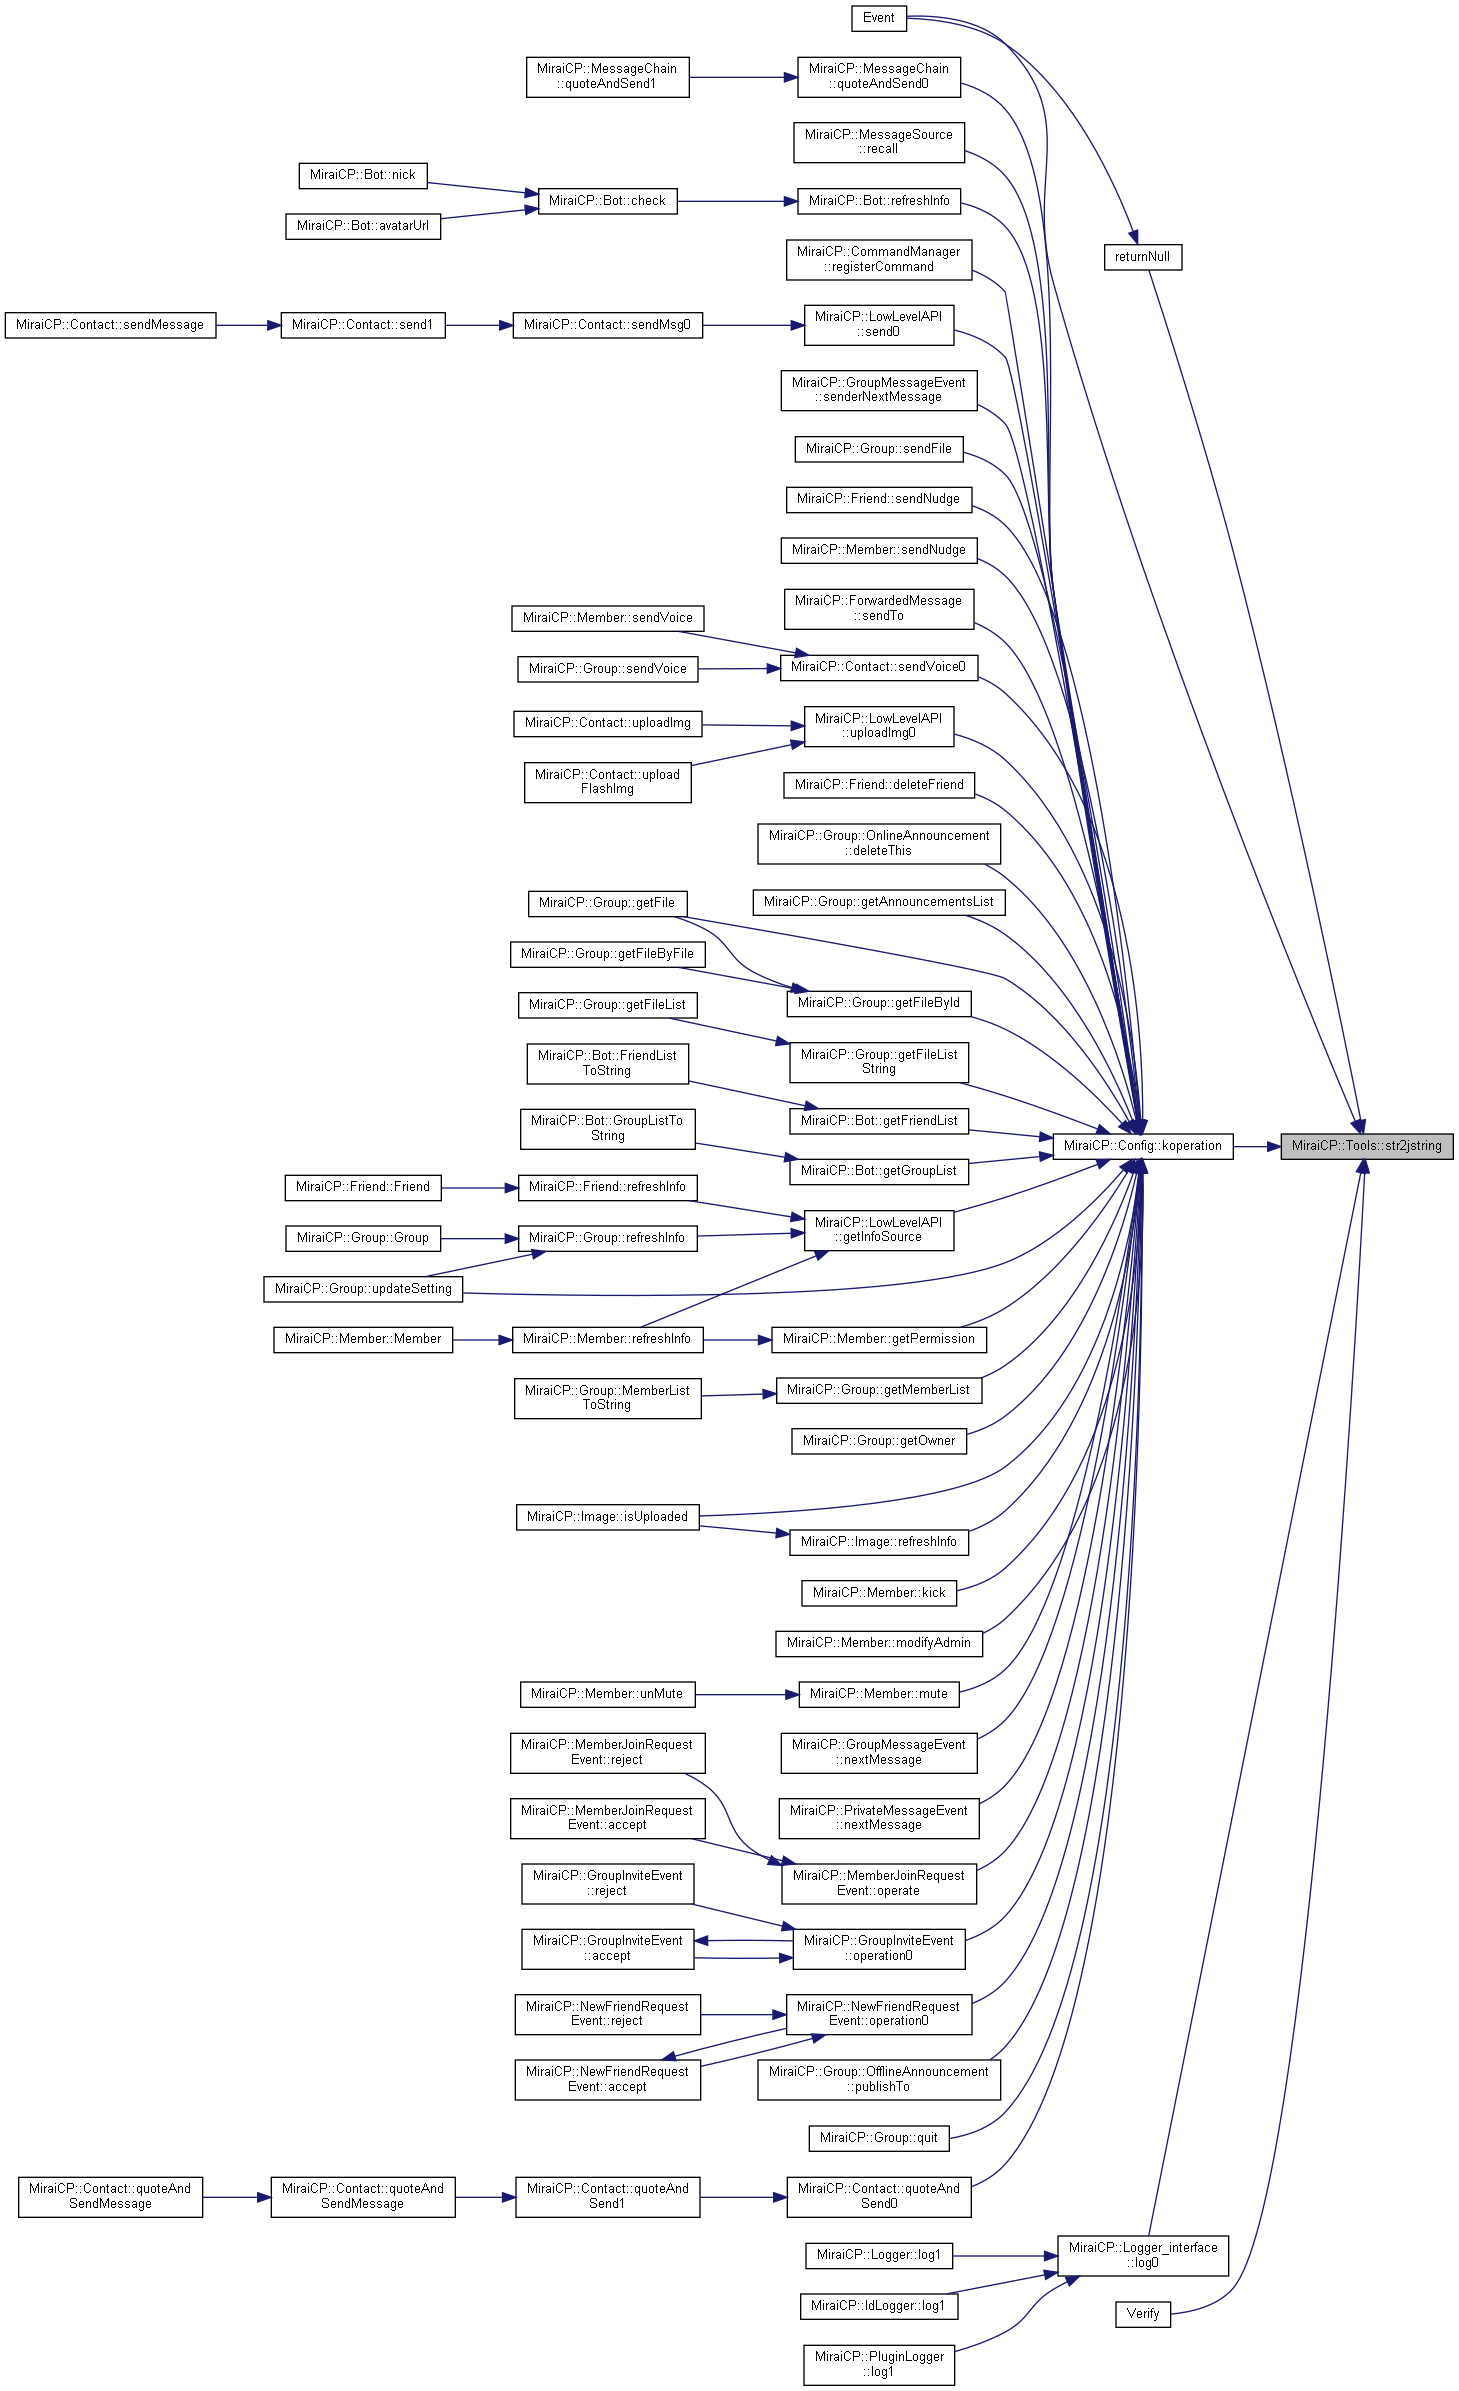 Event
MiraiCP::MessageChain
::quoteAndSend1
MiraiCP::MessageChain
::quoteAndSend0
MiraiCP::MessageSource
::recall
MiraiCP::Bot::nick
MiraiCP::Bot::check
MiraiCP::Bot::refreshInfo
MiraiCP::Bot::avatarUrl
MiraiCP::CommandManager
::registerCommand
returnNull
MiraiCP::Contact::sendMessage
MiraiCP::Contact::send1
MiraiCP::Contact::sendMsg0
MiraiCP::LowLevelAPI
::send0
MiraiCP::GroupMessageEvent
::senderNextMessage
MiraiCP::Group::sendFile
MiraiCP::Friend::sendNudge
MiraiCP::Member::sendNudge
MiraiCP::ForwardedMessage
::sendTo
MiraiCP::Member::sendVoice
MiraiCP::Group::sendVoice
MiraiCP::Contact::sendVoice0
MiraiCP::Contact::uploadImg
MiraiCP::LowLevelAPI
::uploadImg0
MiraiCP::Contact::upload
FlashImg
MiraiCP::Friend::deleteFriend
MiraiCP::Group::OnlineAnnouncement
::deleteThis
MiraiCP::Group::getFile
MiraiCP::Group::getAnnouncementsList
MiraiCP::Group::getFileByFile
MiraiCP::Group::getFileById
MiraiCP::Group::getFileList
MiraiCP::Group::getFileList
String
MiraiCP::Bot::FriendList
ToString
MiraiCP::Bot::getFriendList
MiraiCP::Bot::GroupListTo
String
MiraiCP::Bot::getGroupList
MiraiCP::Config::koperation
MiraiCP::Tools::str2jstring
MiraiCP::Friend::Friend
MiraiCP::Friend::refreshInfo
MiraiCP::Group::Group
MiraiCP::Group::refreshInfo
MiraiCP::LowLevelAPI
::getInfoSource
MiraiCP::Group::updateSetting
MiraiCP::Member::Member
MiraiCP::Member::refreshInfo
MiraiCP::Member::getPermission
MiraiCP::Group::MemberList
ToString
MiraiCP::Group::getMemberList
MiraiCP::Group::getOwner
MiraiCP::Image::isUploaded
MiraiCP::Image::refreshInfo
MiraiCP::Member::kick
MiraiCP::Member::modifyAdmin
MiraiCP::Member::unMute
MiraiCP::Member::mute
MiraiCP::MemberJoinRequest
Event::reject
MiraiCP::GroupMessageEvent
::nextMessage
MiraiCP::MemberJoinRequest
Event::accept
MiraiCP::PrivateMessageEvent
::nextMessage
MiraiCP::GroupInviteEvent
::reject
MiraiCP::MemberJoinRequest
Event::operate
MiraiCP::GroupInviteEvent
::accept
MiraiCP::GroupInviteEvent
::operation0
MiraiCP::NewFriendRequest
Event::reject
MiraiCP::NewFriendRequest
Event::operation0
MiraiCP::NewFriendRequest
Event::accept
MiraiCP::Group::OfflineAnnouncement
::publishTo
MiraiCP::Group::quit
MiraiCP::Contact::quoteAnd
SendMessage
MiraiCP::Contact::quoteAnd
SendMessage
MiraiCP::Contact::quoteAnd
Send1
MiraiCP::Contact::quoteAnd
Send0
MiraiCP::Logger::log1
MiraiCP::Logger_interface
::log0
MiraiCP::IdLogger::log1
Verify
MiraiCP::PluginLogger
::log1